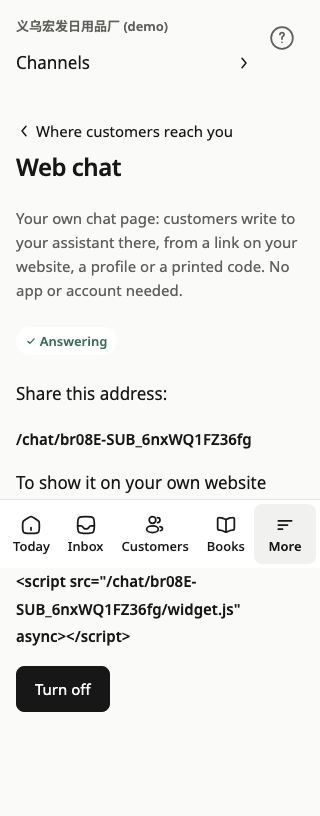 义乌宏发日用品厂 (demo)
Channels
Where customers reach you
Web chat
Your own chat page: customers write to
your assistant there, from a link on your
website, a profile or a printed code. No
app or account needed.
Answering
Share this address:
/chat/br08E-SUB_6nxWQ1FZ36fg
To show it on your own website
Today Inbox Customers Books More
<script src="/chat/br08E-
SUB_6nxWQ1FZ36fg/widget.js"
async></script>
Turn off